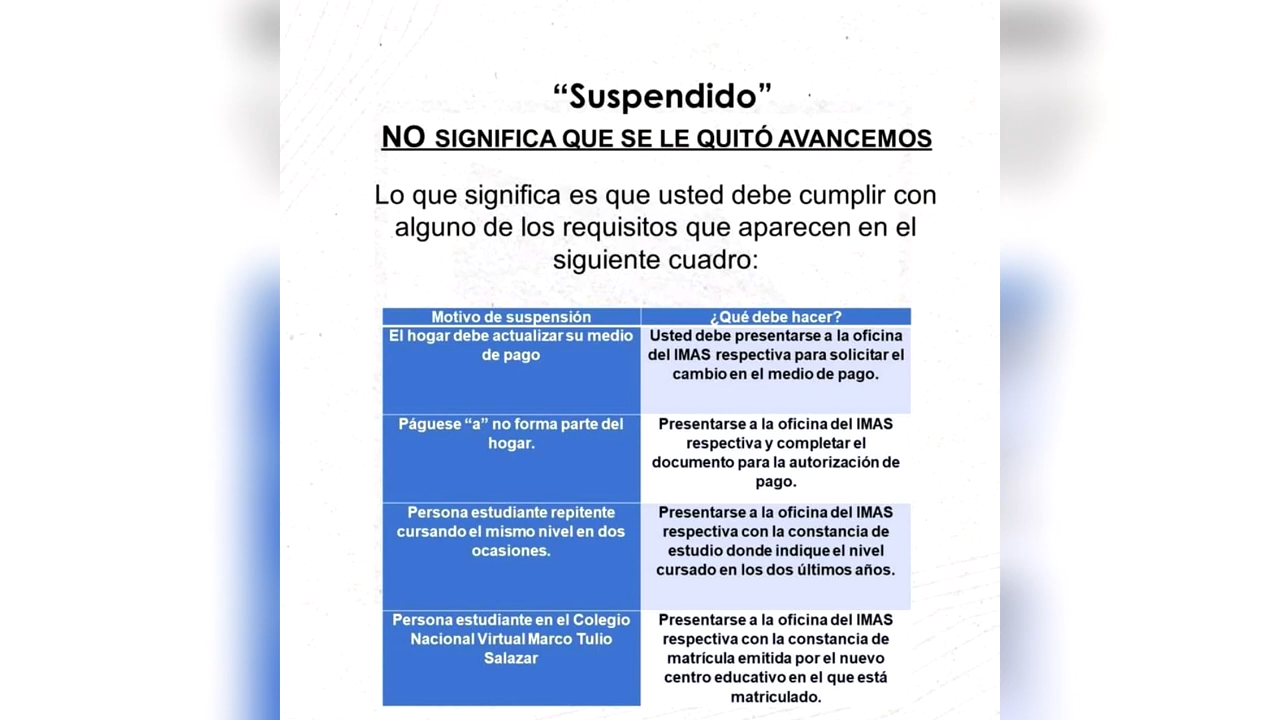 “Suspendido”
NO SIGNIFICA QUE SE LE QUITÓ AVANCEMOS
Lo que significa es que usted debe cumplir con
alguno de los requisitos que aparecen en el
siguiente cuadro:
Motivo de suspensión
¿Qué debe hacer?
El hogar debe actualizar su medio
de pago
Usted debe presentarse a la oficina
del IMAS respectiva para solicitar el
cambio en el medio de pago.
Páguese “a” no forma parte del
hogar.
Presentarse a la oficina del IMAS
respectiva y completar el
documento para la autorización de
pago.
Persona estudiante repitente
cursando el mismo nivel en dos
ocasiones.
Presentarse a la oficina del IMAS
respectiva con la constancia de
estudio donde indique el nivel
cursado en los dos últimos años.
Persona estudiante en el Colegio
Nacional Virtual Marco Tulio
Salazar
Presentarse a la oficina del IMAS
respectiva con la constancia de
matrícula emitida por el nuevo
centro educativo en el que está
matriculado.